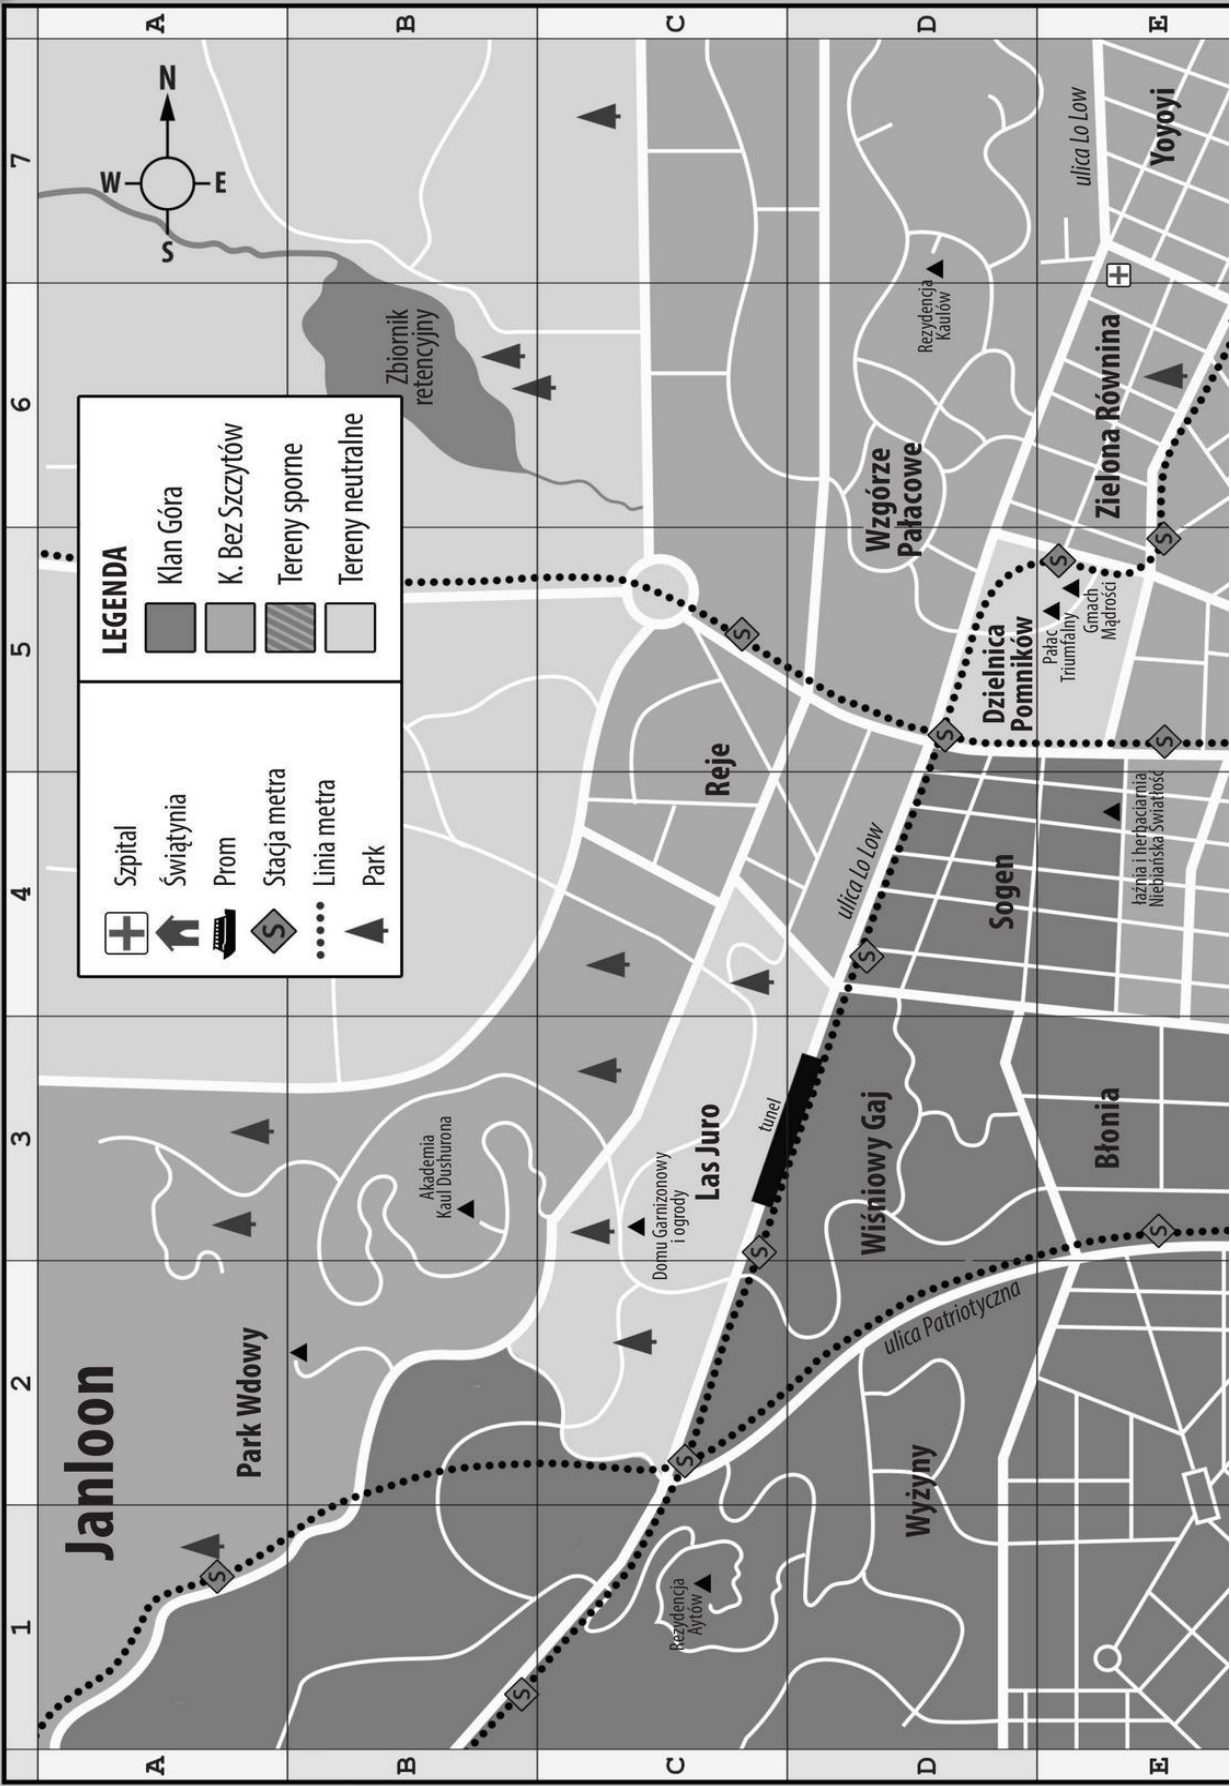 Janloon
1
2
3
4
5
6
7
A
B
C
D
E
A
B
C
D
E
N
W
E
S
LEGENDA
Szpital
Świątynia
Prom
S
Stacja metra
Linia metra
Park
Klan Góra
K. Bez Szczytów
Tereny sporne
Tereny neutralne
Zbiornik
retencyjny
Park Wdowy
Akademia
Kaul Dushurona
Domu Garnizonowy
i ogrody
Las Juro
tunel
Reje
Rezydencja
Aytów
Wyżyny
ulica Patriotyczna
Wiśniowy Gaj
Błonia
ulica Lo Low
Sogen
łaźnia i herbaciarnia
Niebiańska Światłość
Dzielnica
Pomników
Pałac
Triumfalny
Gmach
Mądrości
Wzgórze
Pałacowe
Rezydencja
Kaulów
Zielona Równina
ulica Lo Low
Yoyoyi
S
S
S
S
S
S
S
S
S
S
S